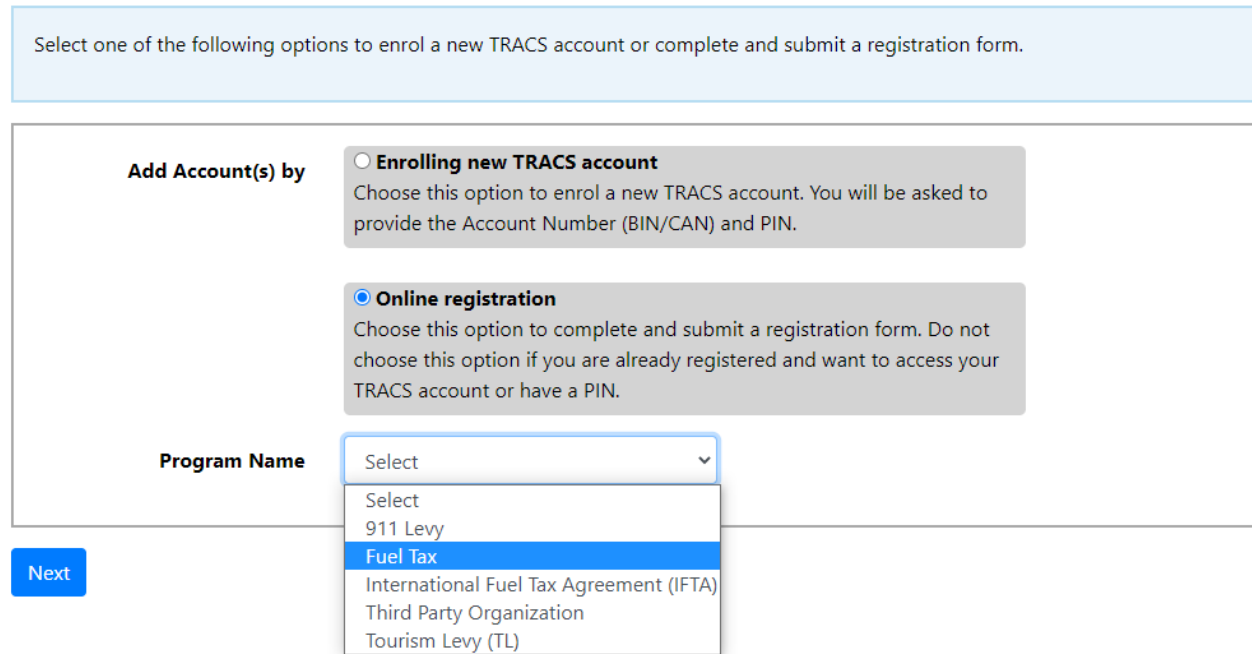 Select one of the following options to enrol a new TRACS account or complete and submit a registration form.
Add Account(s) by
Enrolling new TRACS account
Choose this option to enrol a new TRACS account. You will be asked to
provide the Account Number (BIN/CAN) and PIN.
Online registration
Choose this option to complete and submit a registration form. Do not
choose this option if you are already registered and want to access your
TRACS account or have a PIN.
Program Name
Select
Select
911 Levy
Fuel Tax
International Fuel Tax Agreement (IFTA)
Third Party Organization
Tourism Levy (TL)
Next